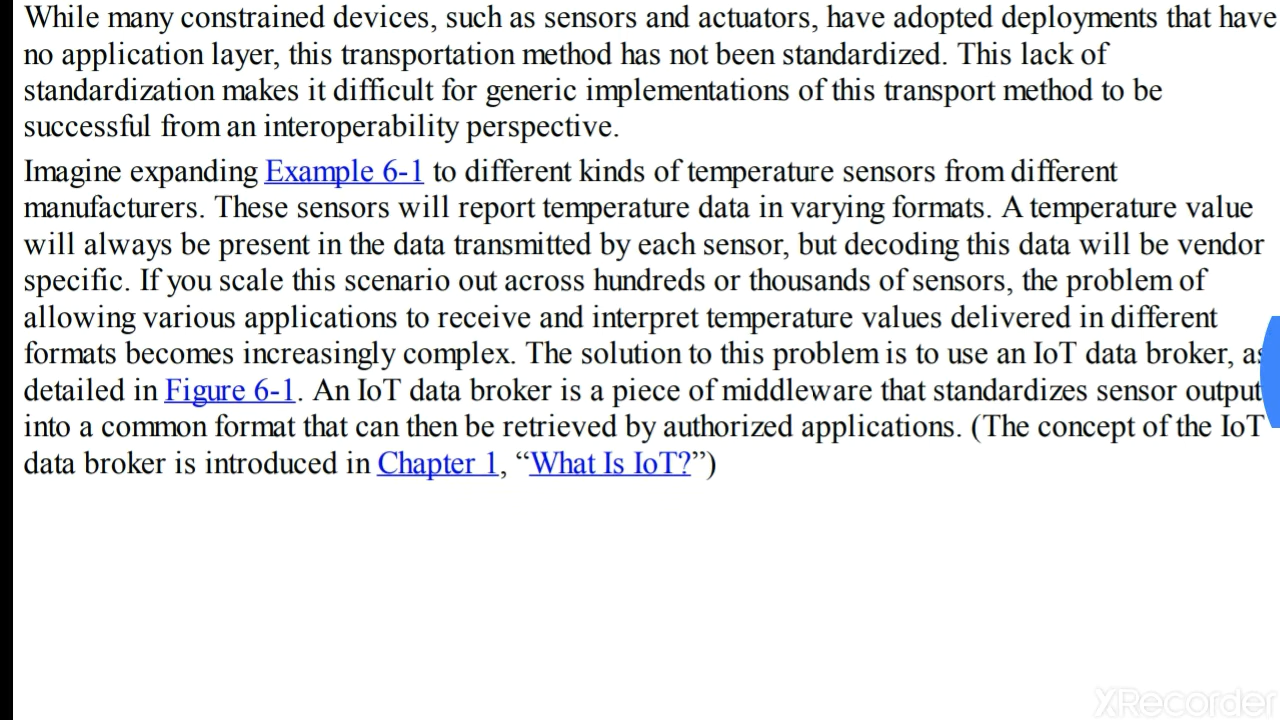 While many constrained devices, such as sensors and actuators, have adopted deployments that have
no application layer, this transportation method has not been standardized. This lack of
standardization makes it difficult for generic implementations of this transport method to be
successful from an interoperability perspective.
Imagine expanding Example 6-1 to different kinds of temperature sensors from different
manufacturers. These sensors will report temperature data in varying formats. A temperature value
will always be present in the data transmitted by each sensor, but decoding this data will be vendor
specific. If you scale this scenario out across hundreds or thousands of sensors, the problem of
allowing various applications to receive and interpret temperature values delivered in different
formats becomes increasingly complex. The solution to this problem is to use an IoT data broker, as
detailed in Figure 6-1. An IoT data broker is a piece of middleware that standardizes sensor output
into a common format that can then be retrieved by authorized applications. (The concept of the IoT
data broker is introduced in Chapter 1, “What Is IoT?”)
XRecorder